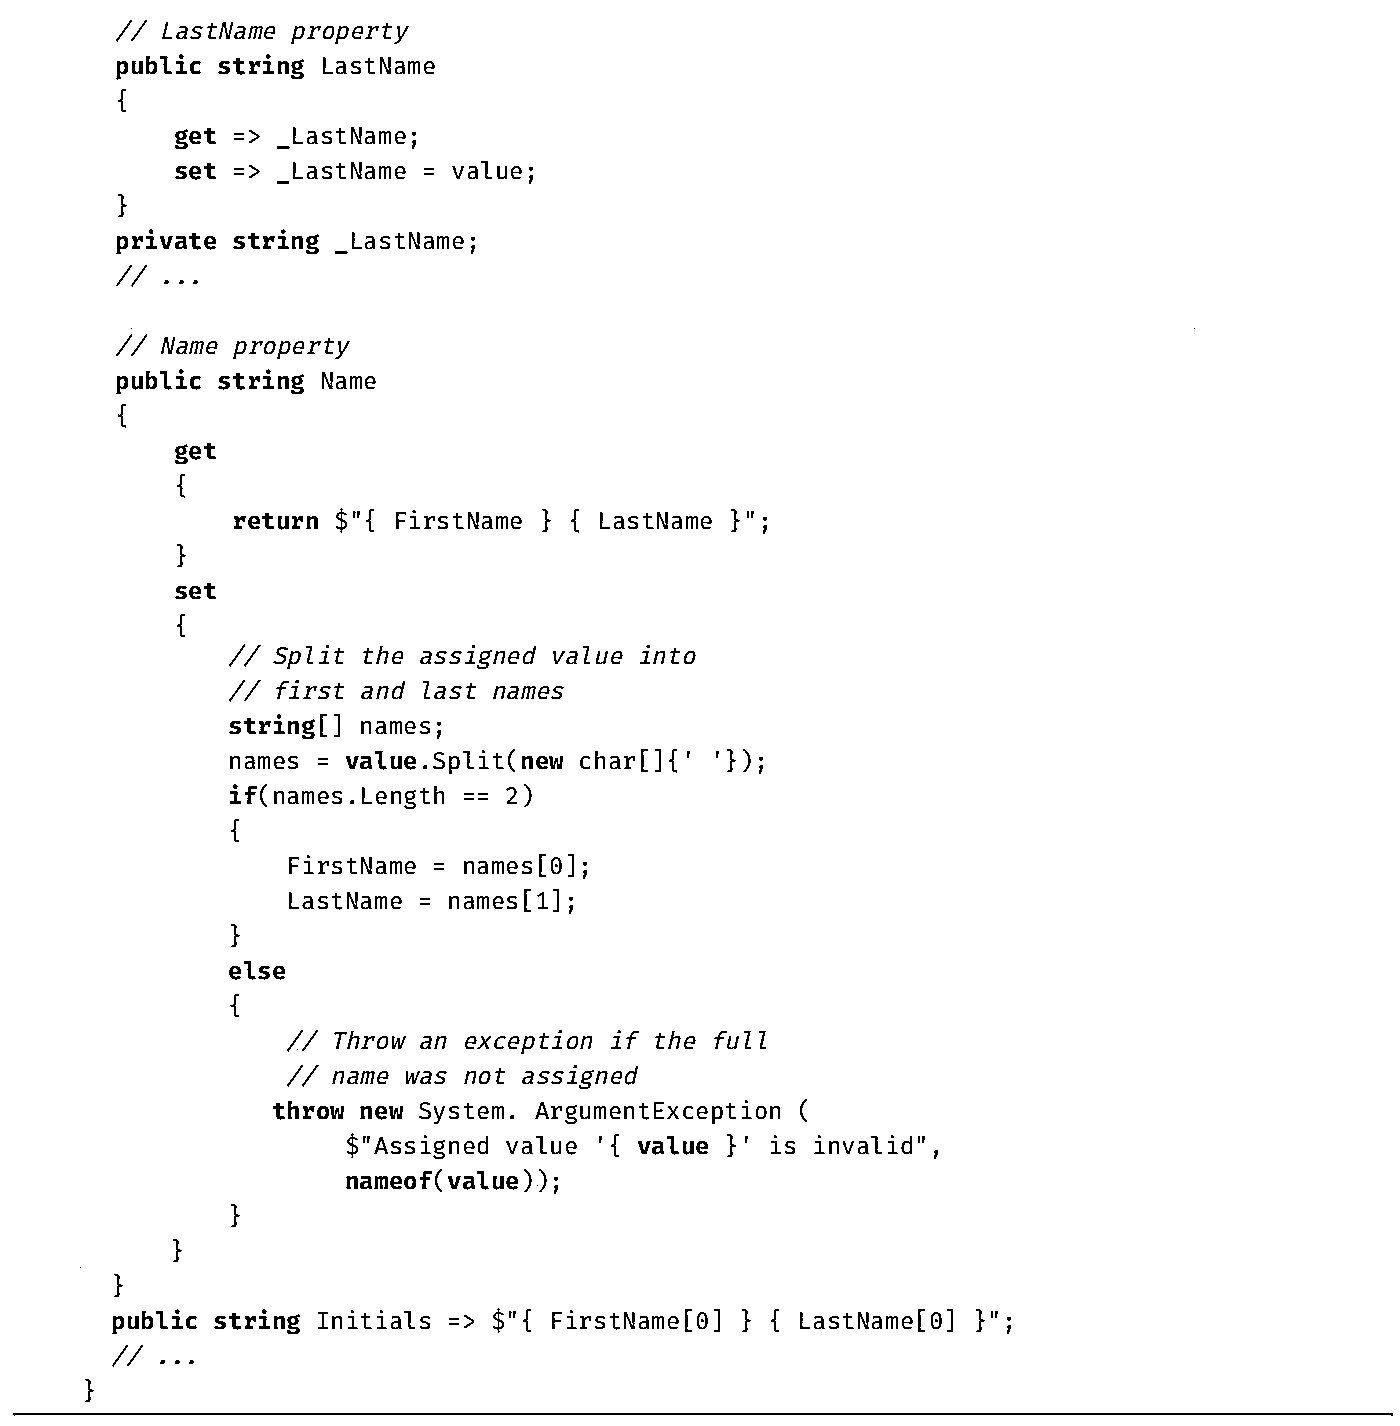 // LastName property
public string LastName
{
    get => _LastName;
    set => _LastName = value;
}
private string _LastName;
// ...

// Name property
public string Name
{
    get
    {
        return $"{ FirstName } { LastName }";
    }
    set
    {
        // Split the assigned value into
        // first and last names
        string[] names;
        names = value.Split(new char[]{' '});
        if(names.Length == 2)
        {
            FirstName = names[0];
            LastName = names[1];
        }
        else
        {
            // Throw an exception if the full
            // name was not assigned
           throw new System. ArgumentException (
                $"Assigned value '{ value }' is invalid",
                nameof(value));
        }
    }
}
public string Initials => $"{ FirstName[0] } { LastName[0] }";
// ...
}